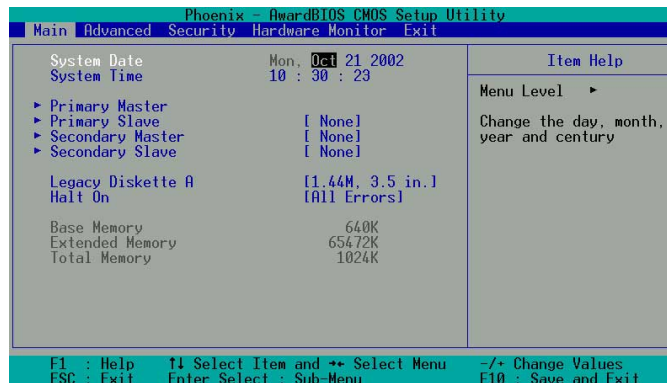 Phoenix - AwardBIOS CMOS Setup Utility
Main Advanced Security Hardware Monitor Exit
System Date Mon, Oct 21 2002
System Time 10 : 30 : 23
Item Help
Menu Level ►
Change the day, month,
year and century
► Primary Master
► Primary Slave [ None]
► Secondary Master [ None]
► Secondary Slave [ None]
Legacy Diskette A [1.44M, 3.5 in.]
Halt On [All Errors]
Base Memory 640K
Extended Memory 65472K
Total Memory 1024K
F1 : Help ↑↓ Select Item and →← Select Menu -/+ Change Values
ESC : Exit Enter Select : Sub-Menu F10 : Save and Exit